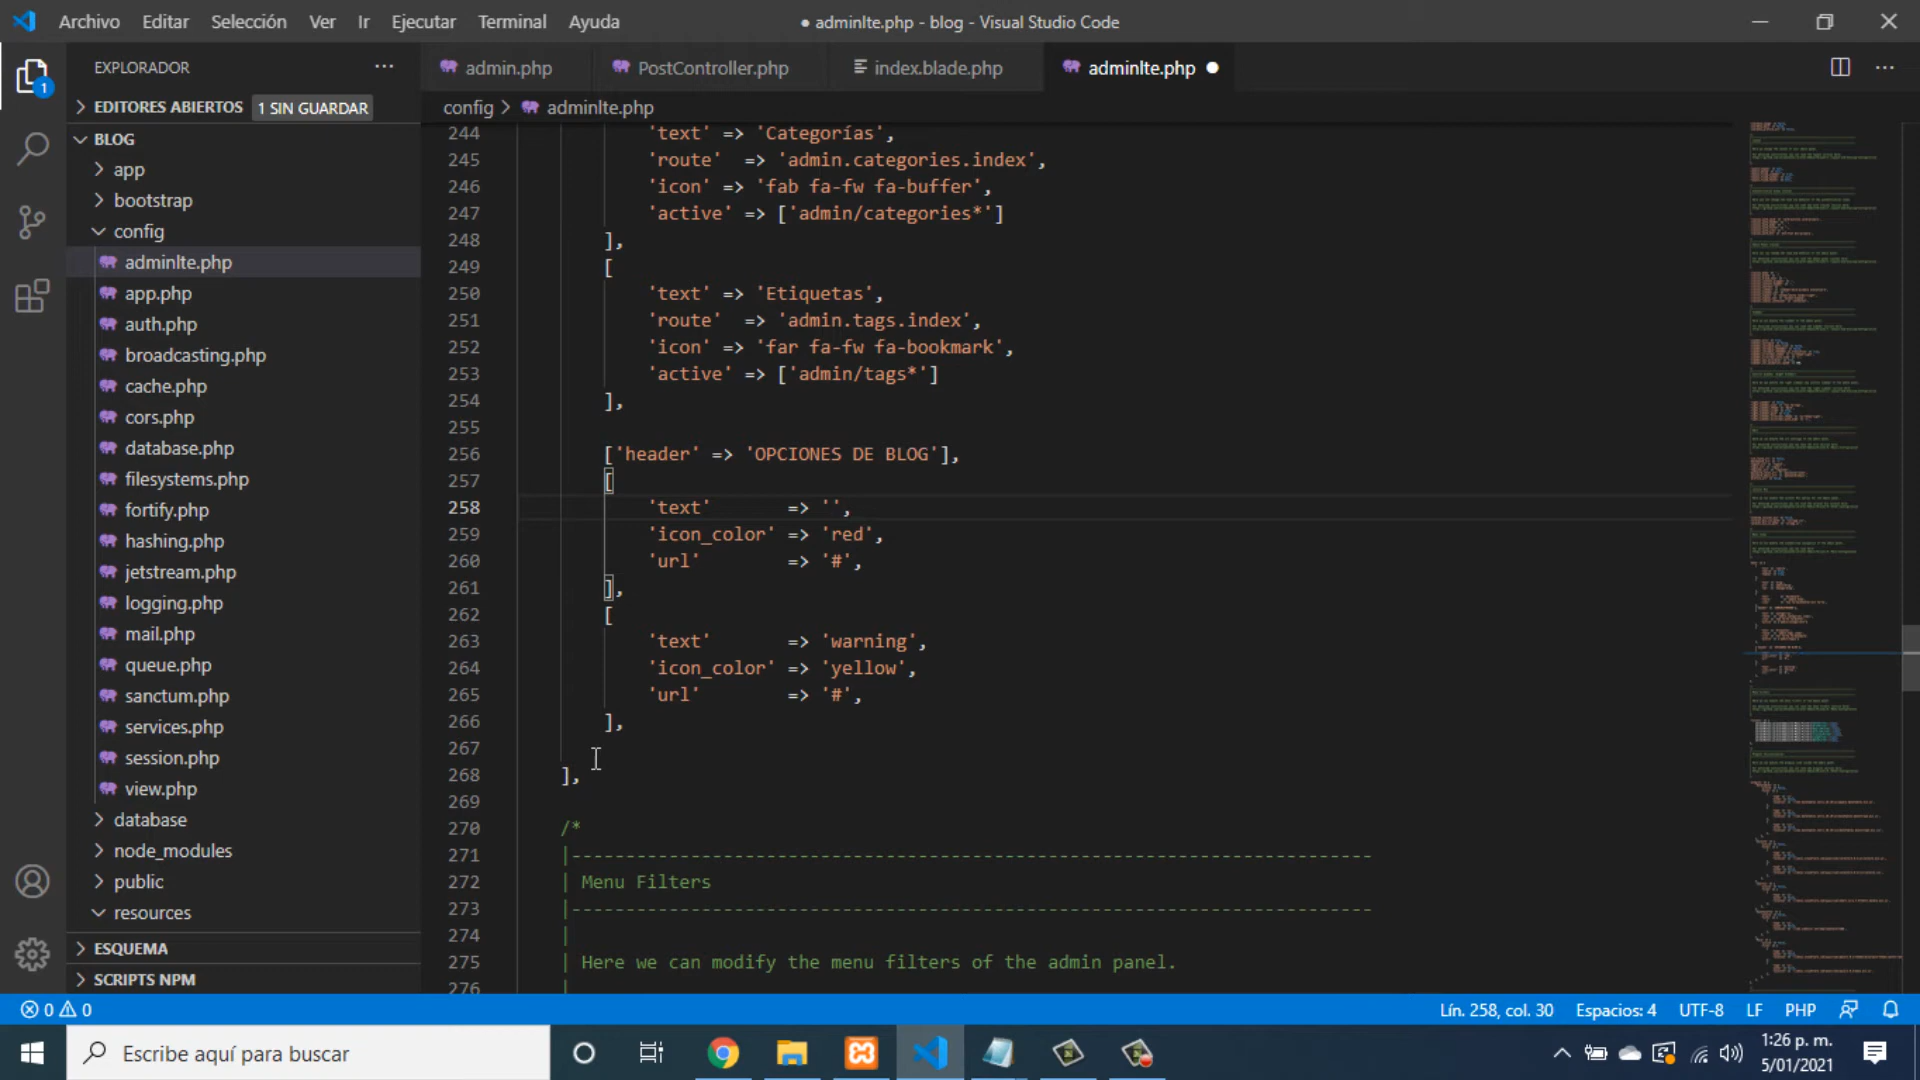 Archivo Editar Selección Ver Ir Ejecutar Terminal Ayuda
● adminlte.php - blog - Visual Studio Code
EXPLORADOR
EDITORES ABIERTOS 1 SIN GUARDAR
BLOG
app
bootstrap
config
adminlte.php
app.php
auth.php
broadcasting.php
cache.php
cors.php
database.php
filesystems.php
fortify.php
hashing.php
jetstream.php
logging.php
mail.php
queue.php
sanctum.php
services.php
session.php
view.php
database
node_modules
public
resources
ESQUEMA
SCRIPTS NPM
1
admin.php PostController.php index.blade.php adminlte.php ●
config > adminlte.php
244 'text' => 'Categorías',
245 'route'  => 'admin.categories.index',
246 'icon' => 'fab fa-fw fa-buffer',
247 'active' => ['admin/categories*']
248 ],
249 [
250 'text' => 'Etiquetas',
251 'route'  => 'admin.tags.index',
252 'icon' => 'far fa-fw fa-bookmark',
253 'active' => ['admin/tags*']
254 ],
255
256 ['header' => 'OPCIONES DE BLOG'],
257 [
258 'text'       => '',
259 'icon_color' => 'red',
260 'url'        => '#',
261 ],
262 [
263 'text'       => 'warning',
264 'icon_color' => 'yellow',
265 'url'        => '#',
266 ],
267
268 ],
269
270 /*
271 |--------------------------------------------------------------------------
272 | Menu Filters
273 |--------------------------------------------------------------------------
274 |
275 | Here we can modify the menu filters of the admin panel.
276 |
0 0
Lín. 258, col. 30 Espacios: 4 UTF-8 LF PHP
Escribe aquí para buscar
1:26 p. m.
5/01/2021